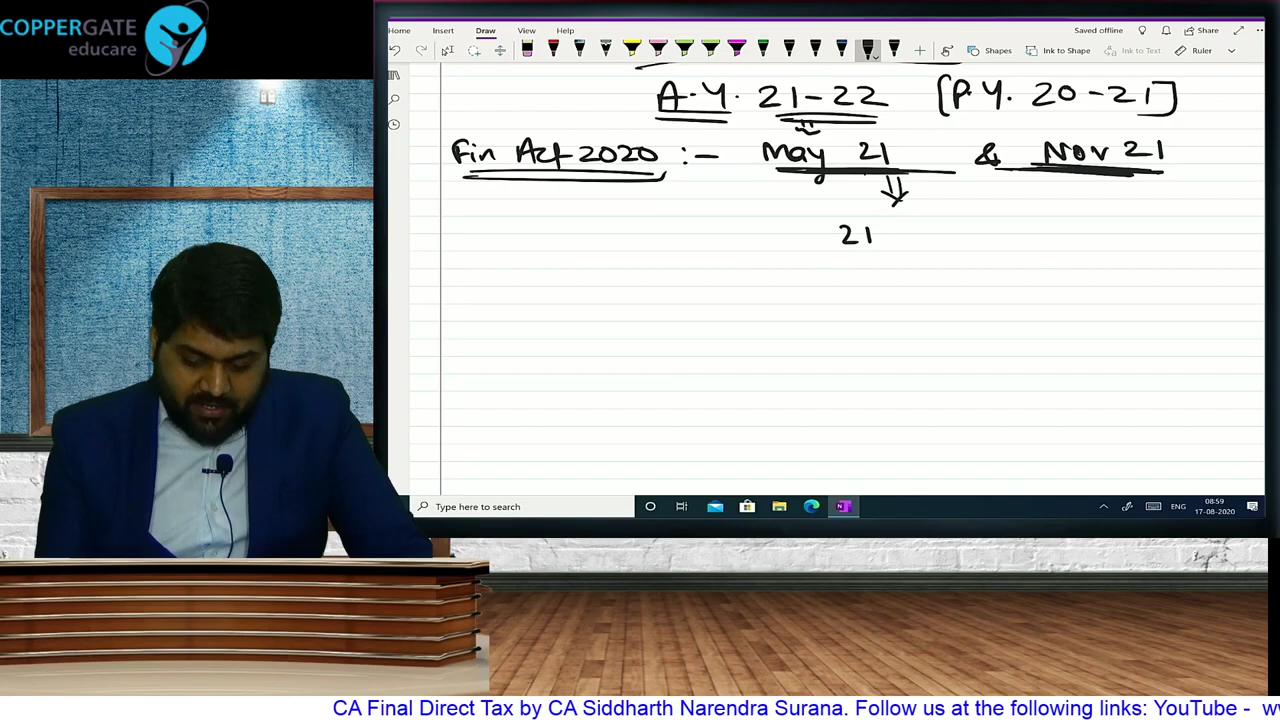 COPPERGATE
educare
Home Insert Draw View Help
Saved offline
Share
Shapes Ink to Shape Ink to Text Ruler
A.Y. 21-22 [P.Y. 20-21]
Fin Act 2020 :- May 21 & Nov 21
21
Type here to search
ENG
08:59
17-08-2020
CA Final Direct Tax by CA Siddharth Narendra Surana. Follow us at the following links: YouTube - w